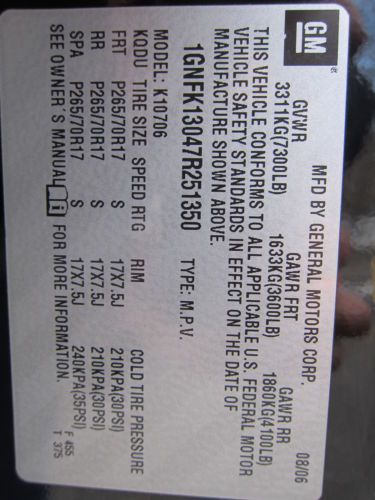 GM ®
MFD BY GENERAL MOTORS CORP. 08/06
GVWR GAWR FRT GAWR RR
3311KG(7300LB) 1633KG(3600LB) 1860KG(4100LB)
THIS VEHICLE CONFORMS TO ALL APPLICABLE U.S. FEDERAL MOTOR
VEHICLE SAFETY STANDARDS IN EFFECT ON THE DATE OF
MANUFACTURE SHOWN ABOVE.
1GNFK13047R251350 TYPE: M.P.V.
MODEL: K10706
KQDU TIRE SIZE SPEED RTG RIM COLD TIRE PRESSURE
FRT P265/70R17 S 17X7.5J 210KPA(30PSI)
RR P265/70R17 S 17X7.5J 210KPA(30PSI)
SPA P265/70R17 S 17X7.5J 240KPA(35PSI)
SEE OWNER'S MANUAL i FOR MORE INFORMATION.
F 455
T 375